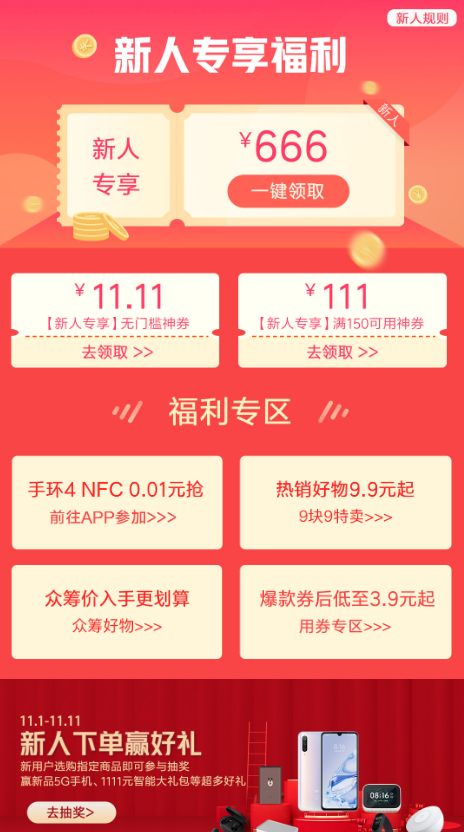 新人规则
新人专享福利
新人
新人
专享
¥666
一键领取
¥11.11
【新人专享】无门槛神券
去领取 >>
¥111
【新人专享】满150可用神券
去领取 >>
福利专区
手环4 NFC 0.01元抢
前往APP参加>>>
热销好物9.9元起
9块9特卖>>>
众筹价入手更划算
众筹好物>>>
爆款券后低至3.9元起
用券专区>>>
11.1-11.11
新人下单赢好礼
新用户选购指定商品即可参与抽奖
赢新品5G手机、1111元智能大礼包等超多好礼
去抽奖>
08:16